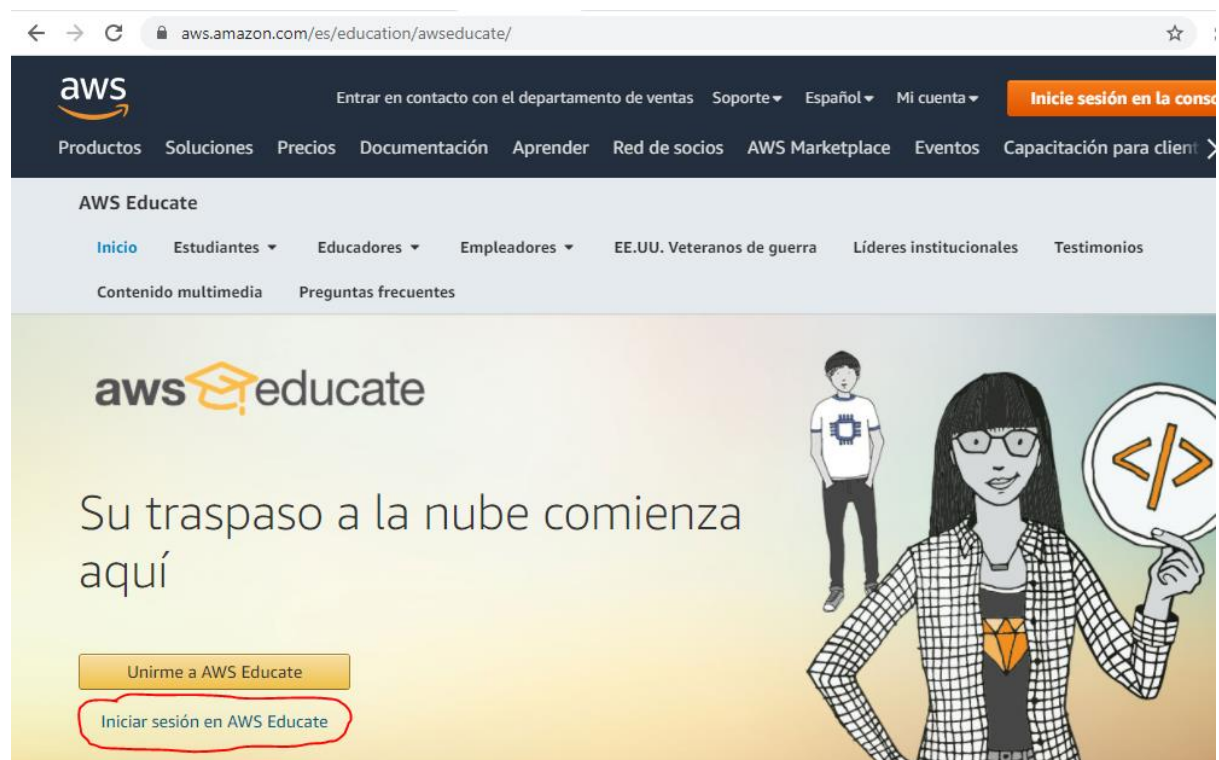 aws.amazon.com/es/education/awseducate/
aws
Entrar en contacto con el departamento de ventas Soporte Español Mi cuenta Inicie sesión en la
Productos Soluciones Precios Documentación Aprender Red de socios AWS Marketplace Eventos Capacitación para
AWS Educate
Inicio Estudiantes Educadores Empleadores EE.UU. Veteranos de guerra Líderes institucionales Testimonios
Contenido multimedia Preguntas frecuentes
aws educate
Su traspaso a la nube comienza
aquí
</>
Unirme a AWS Educate
Iniciar sesión en AWS Educate